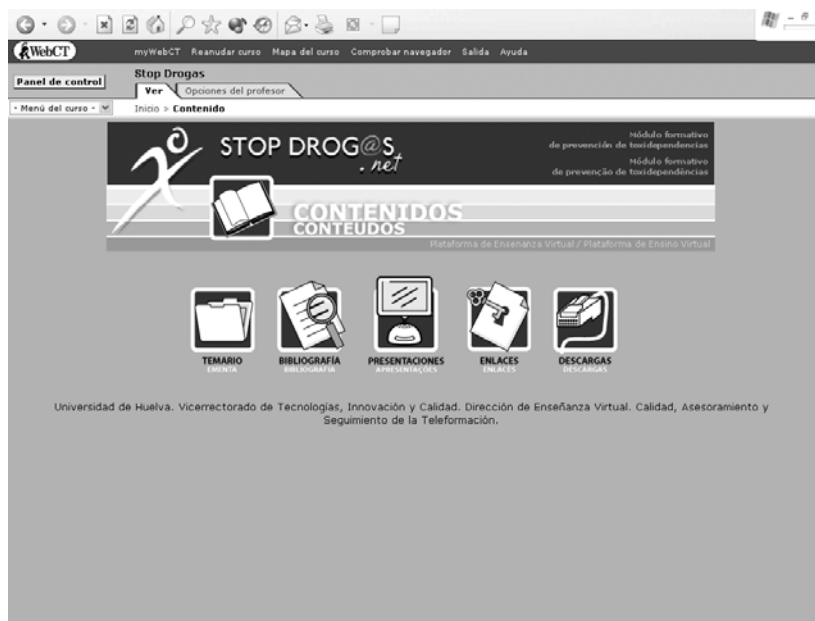 WebCT
myWebCT Reanudar curso Mapa del curso Comprobar navegador Salida Ayuda
Panel de control
Stop Drogas
Ver Opciones del profesor
- Menú del curso -
Inicio > Contenido
STOP DROG@S
.net
Módulo formativo
de prevención de toxidependencias
Módulo formativo
de prevenção de toxidependências
CONTENIDOS
CONTEUDOS
Plataforma de Ensenanza Virtual / Plataforma de Ensino Virtual
TEMARIO BIBLIOGRAFÍA PRESENTACIONES ENLACES DESCARGAS
EMENTA BIBLIOGRAFIA APRESENTAÇÕES ENLACES DESCARGAS
Universidad de Huelva. Vicerrectorado de Tecnologías, Innovación y Calidad. Dirección de Enseñanza Virtual. Calidad, Asesoramiento y
Seguimiento de la Teleformación.